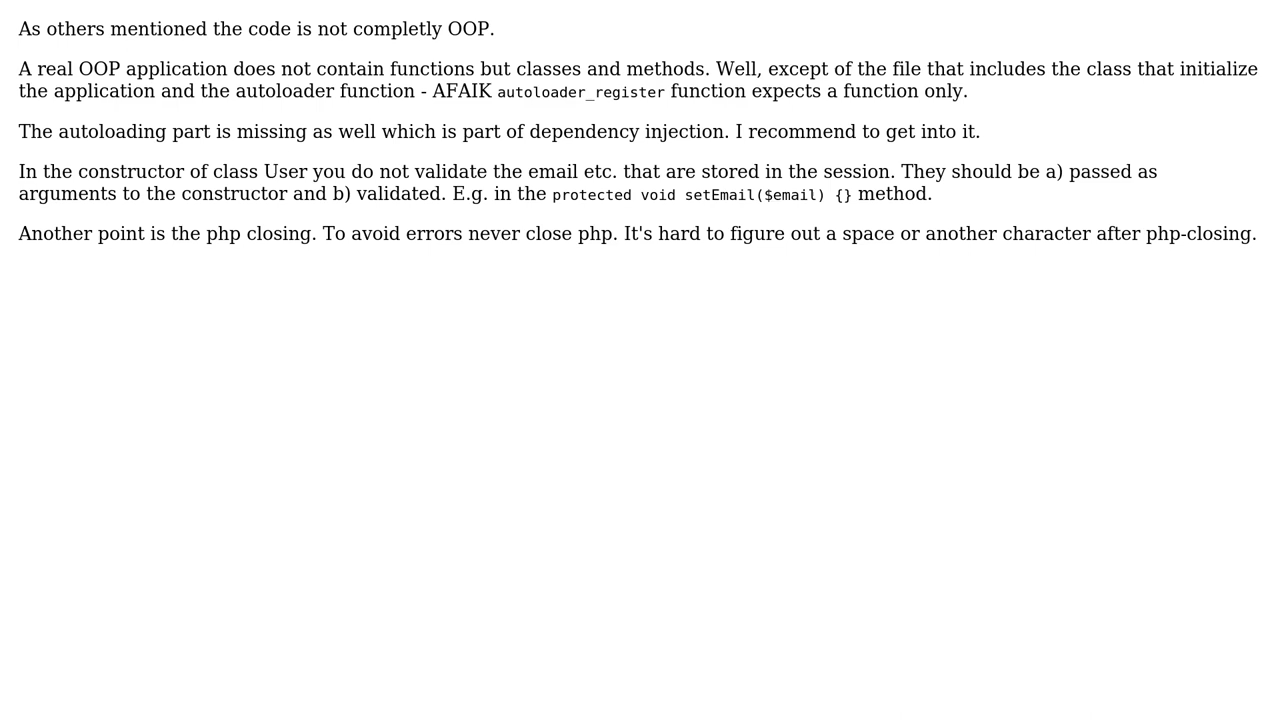 As others mentioned the code is not completly OOP.
A real OOP application does not contain functions but classes and methods. Well, except of the file that includes the class that initialize
the application and the autoloader function - AFAIK autoloader_register function expects a function only.
The autoloading part is missing as well which is part of dependency injection. I recommend to get into it.
In the constructor of class User you do not validate the email etc. that are stored in the session. They should be a) passed as
arguments to the constructor and b) validated. E.g. in the protected void setEmail($email) {} method.
Another point is the php closing. To avoid errors never close php. It's hard to figure out a space or another character after php-closing.